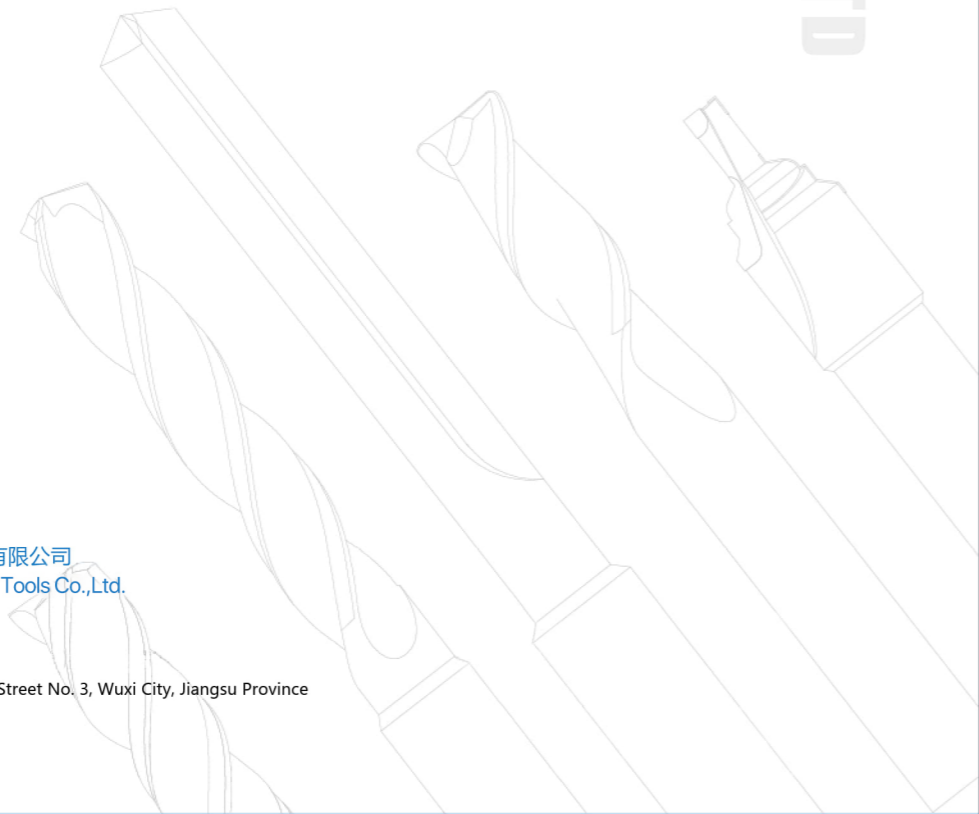 有限公司
Tools Co.,Ltd.
Street No. 3, Wuxi City, Jiangsu Province